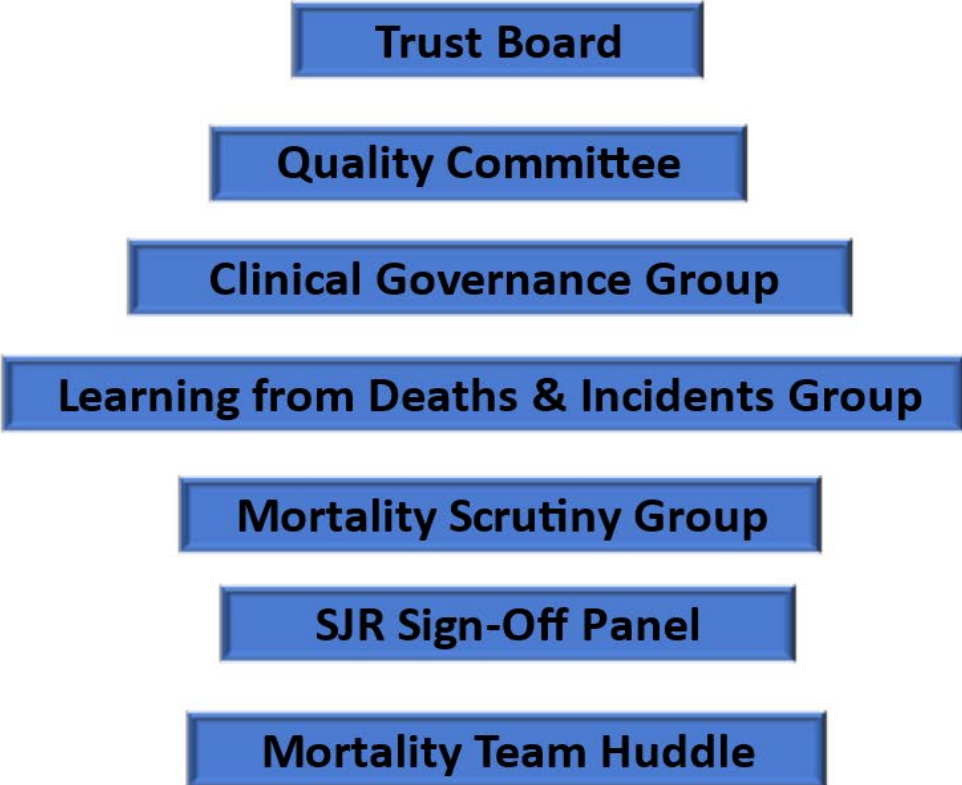 Trust Board
Quality Committee
Clinical Governance Group
Learning from Deaths & Incidents Group
Mortality Scrutiny Group
SJR Sign-Off Panel
Mortality Team Huddle